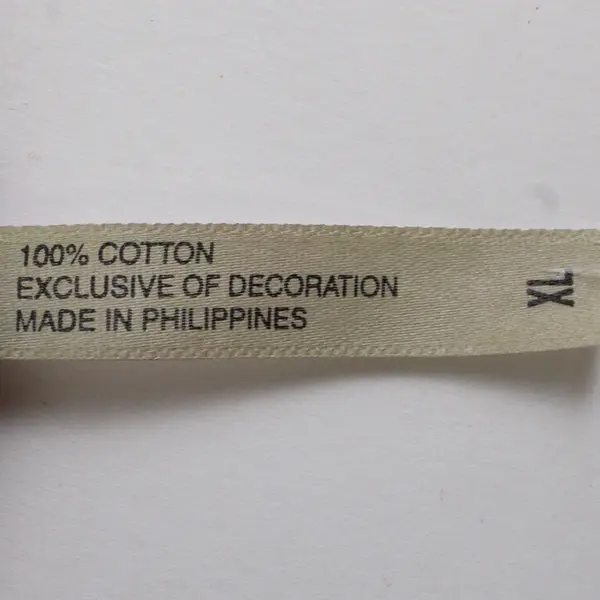 100% COTTON
EXCLUSIVE OF DECORATION
MADE IN PHILIPPINES
XL